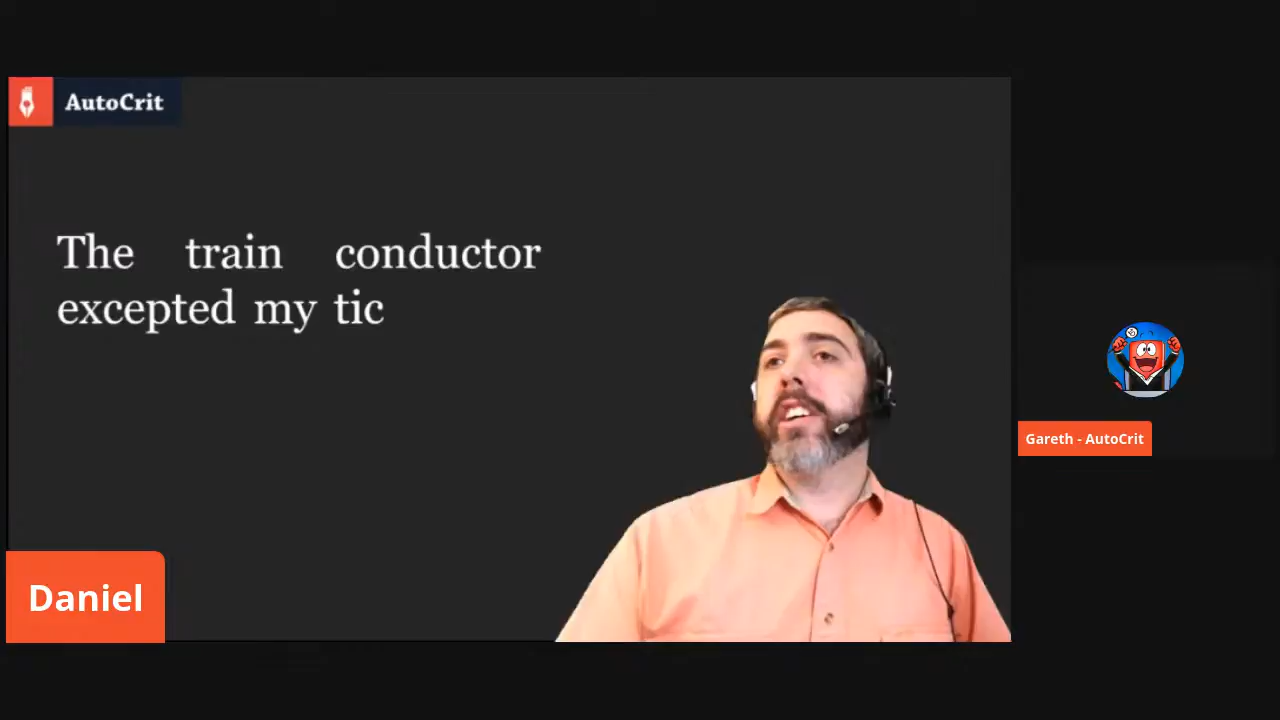 AutoCrit
The train conductor
excepted my tic
Gareth - AutoCrit
Daniel